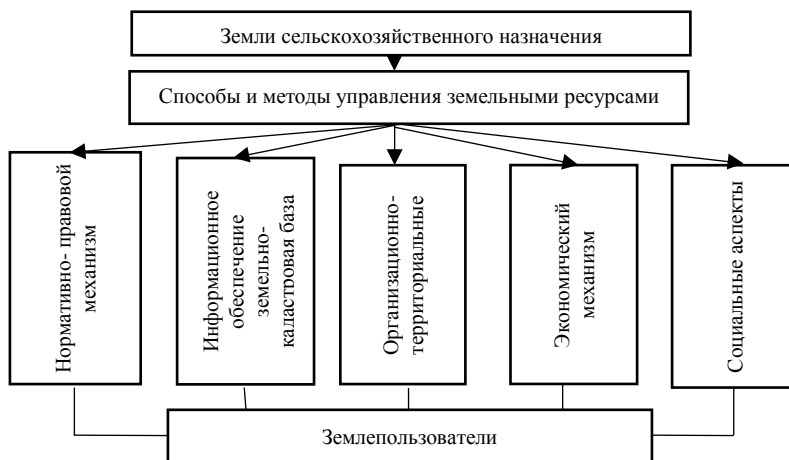 Земли сельскохозяйственного назначения
Способы и методы управления земельными ресурсами
Нормативно- правовой
механизм
Информационное
обеспечение
земельно-
кадастровая база
Организационно-
территориальные
Экономический
механизм
Социальные аспекты
Землепользователи